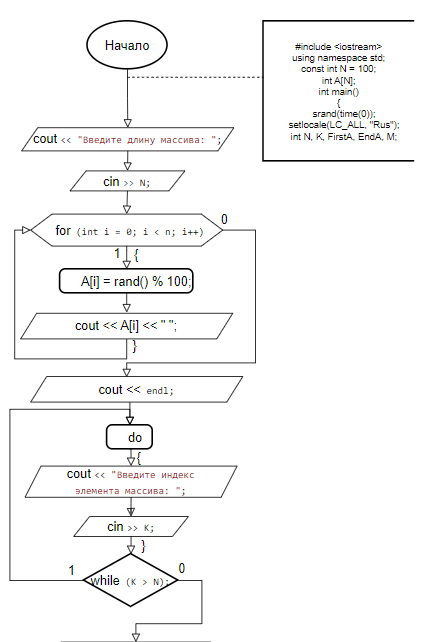 Начало
#include <iostream>
using namespace std;
const int N = 100;
int A[N];
int main()
{
srand(time(0));
setlocale(LC_ALL, "Rus");
int N, K, FirstA, EndA, M;
cout << "Введите длину массива: ";
cin >> N;
for (int i = 0; i < n; i++)
0
1 {
A[i] = rand() % 100;
cout << A[i] << " ";
}
cout << endl;
do
{
cout << "Введите индекс
элемента массива: ";
cin >> K;
}
1
while (K > N);
0